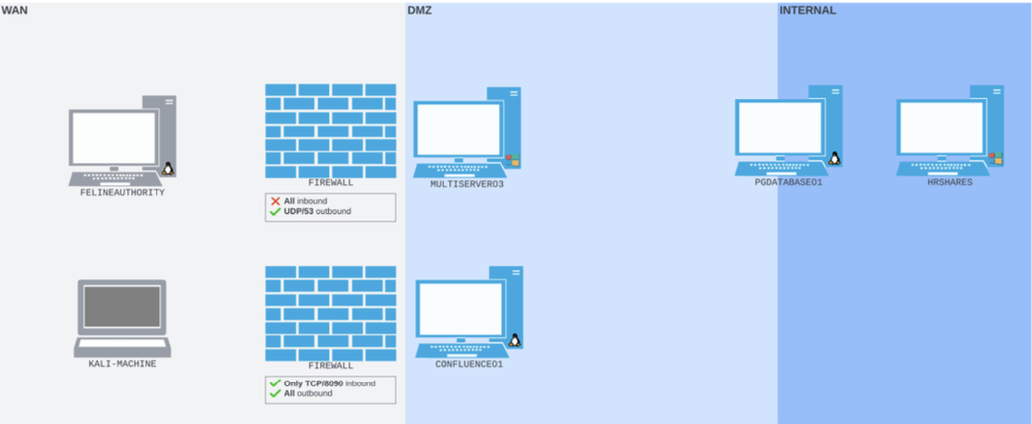 WAN
DMZ
INTERNAL
FELINEAUTHORITY
FIREWALL
All inbound
UDP/53 outbound
MULTISERVER03
PGDATABASE01
HRSHARES
KALI-MACHINE
FIREWALL
Only TCP/8090 inbound
All outbound
CONFLUENCE01